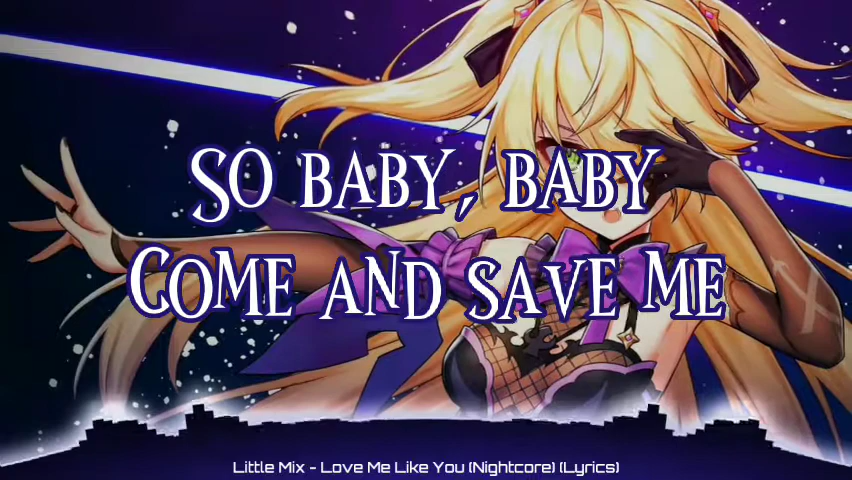 SO BABY, BABY
COME AND SAVE ME
Little Mix - Love Me Like You (Nightcore) (Lyrics)